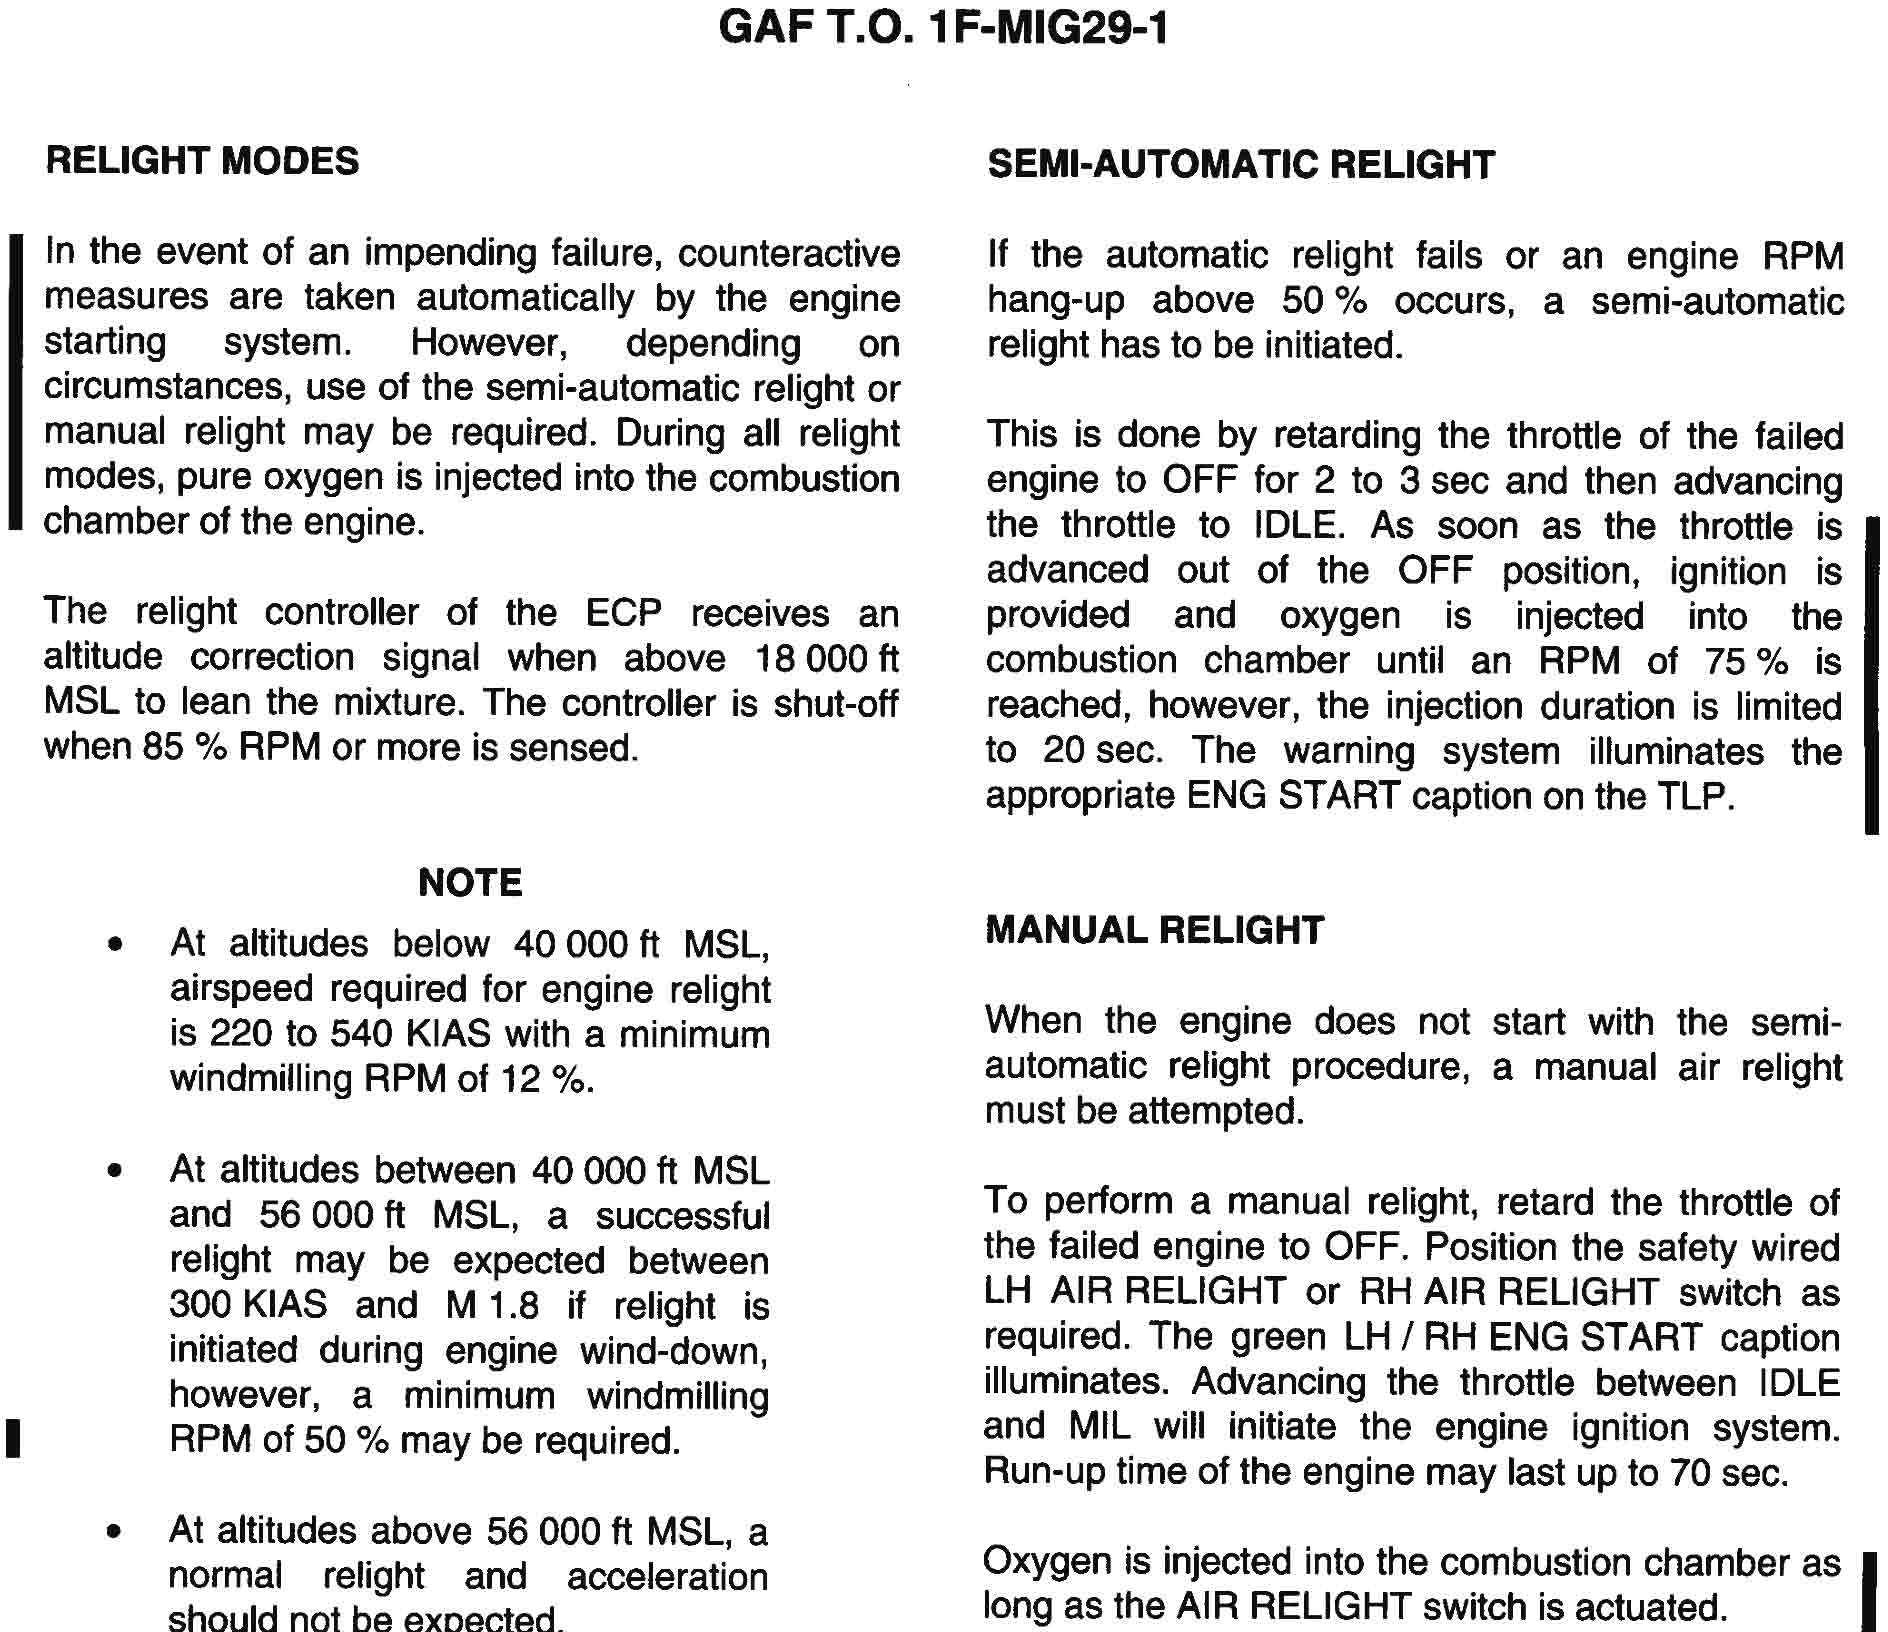 GAF T.O. 1F-MIG29-1
RELIGHT MODES
In the event of an impending failure, counteractive
measures are taken automatically by the engine
starting system. However, depending on
circumstances, use of the semi-automatic relight or
manual relight may be required. During all relight
modes, pure oxygen is injected into the combustion
chamber of the engine.
The relight controller of the ECP receives an
altitude correction signal when above 18 000 ft
MSL to lean the mixture. The controller is shut-off
when 85 % RPM or more is sensed.
NOTE
• At altitudes below 40 000 ft MSL,
airspeed required for engine relight
is 220 to 540 KIAS with a minimum
windmilling RPM of 12 %.
• At altitudes between 40 000 ft MSL
and 56 000 ft MSL, a successful
relight may be expected between
300 KIAS and M 1.8 if relight is
initiated during engine wind-down,
however, a minimum windmilling
RPM of 50 % may be required.
• At altitudes above 56 000 ft MSL, a
normal relight and acceleration
should not be expected.
SEMI-AUTOMATIC RELIGHT
If the automatic relight fails or an engine RPM
hang-up above 50 % occurs, a semi-automatic
relight has to be initiated.
This is done by retarding the throttle of the failed
engine to OFF for 2 to 3 sec and then advancing
the throttle to IDLE. As soon as the throttle is
advanced out of the OFF position, ignition is
provided and oxygen is injected into the
combustion chamber until an RPM of 75 % is
reached, however, the injection duration is limited
to 20 sec. The warning system illuminates the
appropriate ENG START caption on the TLP.
MANUAL RELIGHT
When the engine does not start with the semi-
automatic relight procedure, a manual air relight
must be attempted.
To perform a manual relight, retard the throttle of
the failed engine to OFF. Position the safety wired
LH AIR RELIGHT or RH AIR RELIGHT switch as
required. The green LH / RH ENG START caption
illuminates. Advancing the throttle between IDLE
and MIL will initiate the engine ignition system.
Run-up time of the engine may last up to 70 sec.
Oxygen is injected into the combustion chamber as
long as the AIR RELIGHT switch is actuated.